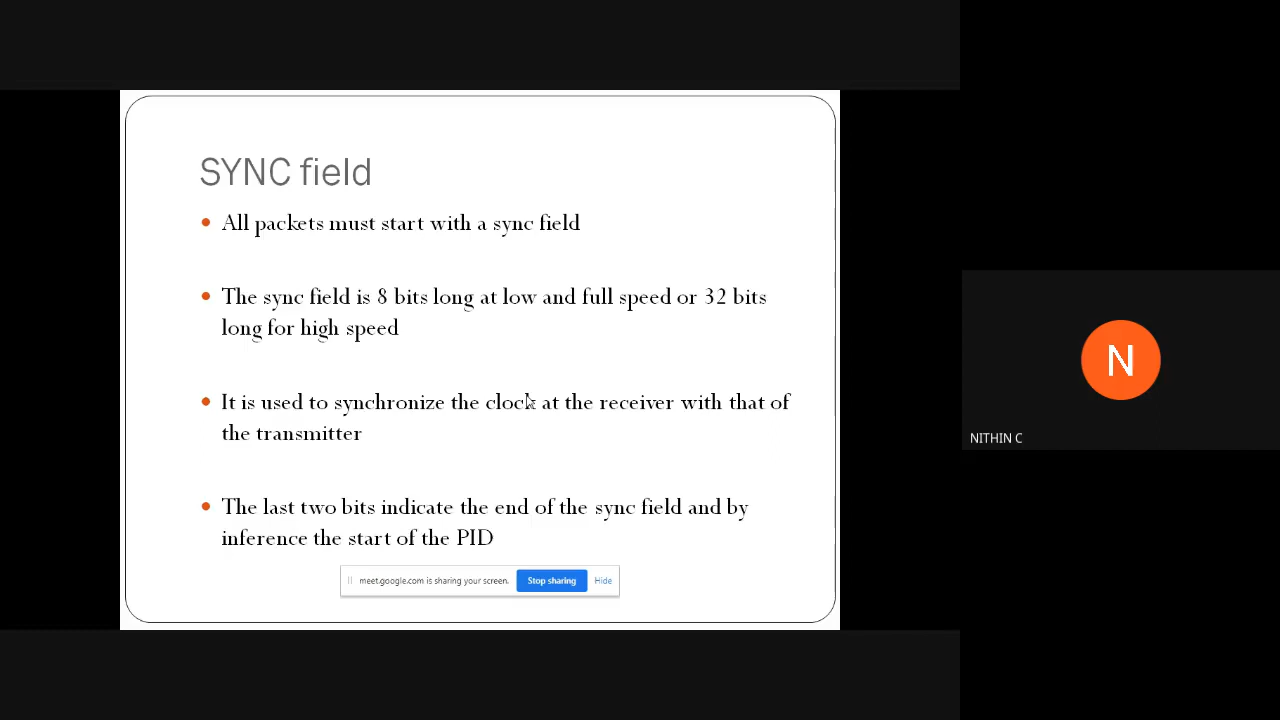 SYNC field
All packets must start with a sync field
The sync field is 8 bits long at low and full speed or 32 bits
long for high speed
It is used to synchronize the clock at the receiver with that of
the transmitter
The last two bits indicate the end of the sync field and by
inference the start of the PID
meet.google.com is sharing your screen. Stop sharing Hide
N
NITHIN C